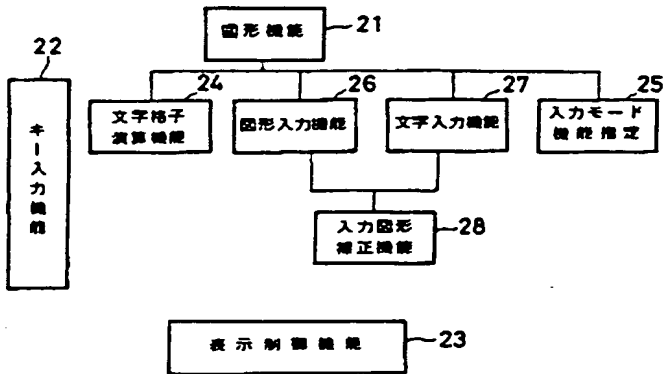 図形機能
21
22
キー入力機能
24
文字格子
演算機能
26
図形入力機能
27
文字入力機能
25
入力モード
機能指定
入力図形
補正機能
28
表示制御機能
23